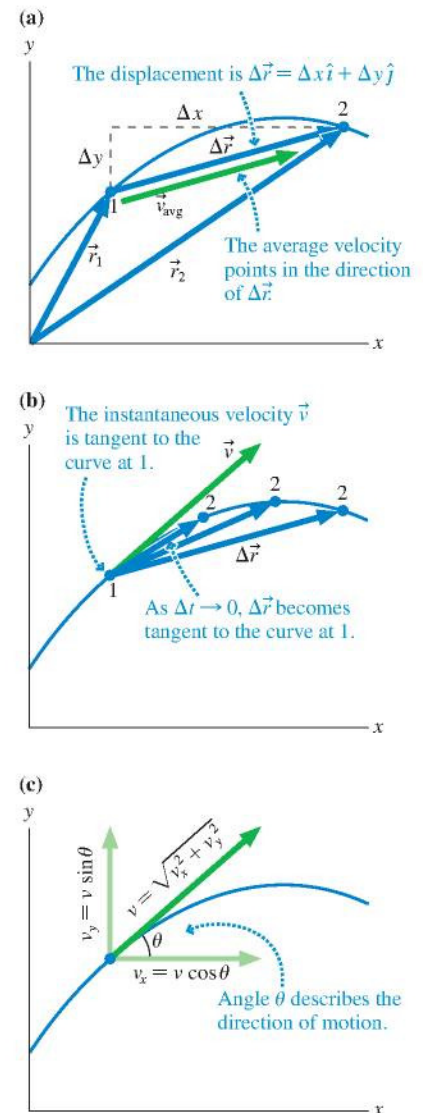 (a)
y
The displacement is Δr⃗ = Δx î + Δy ĵ
Δx
2
Δy
Δr⃗
1
v⃗avg
r⃗1
r⃗2
The average velocity
points in the direction
of Δr⃗.
x
(b)
The instantaneous velocity v⃗
is tangent to the
curve at 1.
y
v⃗
2
2
2
Δr⃗
1
As Δt → 0, Δr⃗ becomes
tangent to the curve at 1.
x
(c)
y
vy = v sinθ
v = √(vx² + vy²)
θ
vx = v cosθ
Angle θ describes the
direction of motion.
x